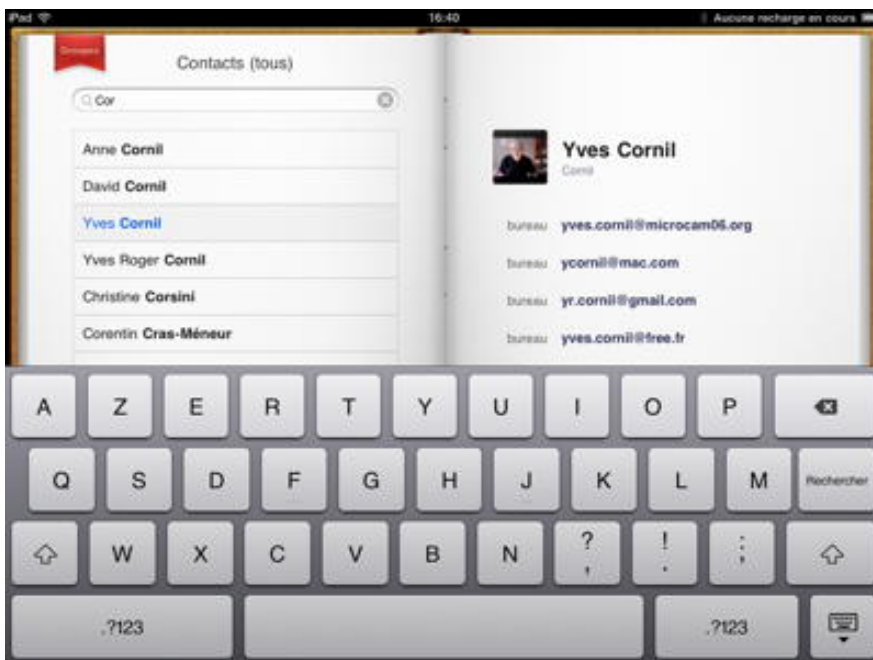 iPad 16:40 Aucune recharge en cours
Groupes
Contacts (tous)
Cor
Anne Cornil
David Cornil
Yves Cornil
Yves Roger Cornil
Christine Corsini
Corentin Cras-Méneur
Yves Cornil
Cornil
bureau yves.cornil@microcam06.org
bureau ycornil@mac.com
bureau yr.cornil@gmail.com
bureau yves.cornil@free.fr
A Z E R T Y U I O P
Q S D F G H J K L M Rechercher
W X C V B N ? , ! . : ;
.?123 .?123